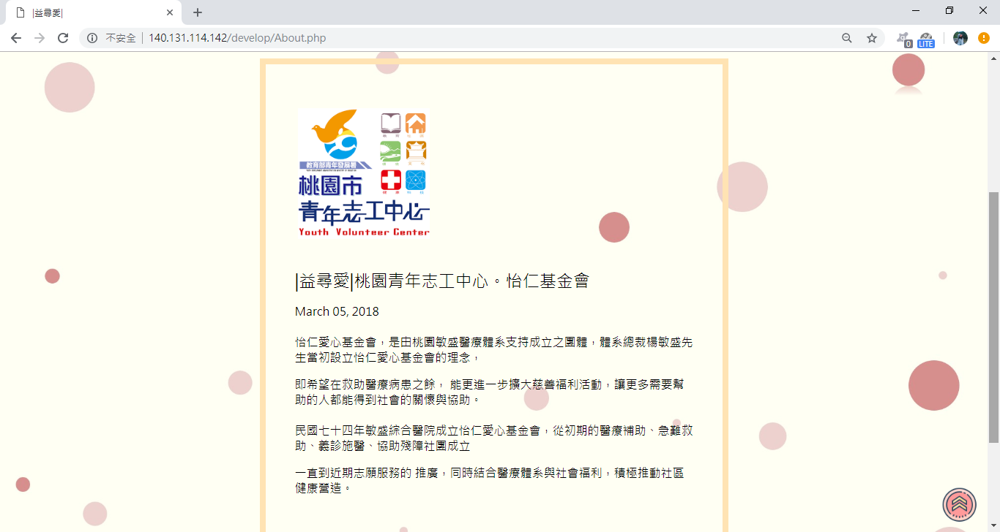 |益尋愛|
不安全
140.131.114.142/develop/About.php
0
LITE
教育部青年發展署
桃園市
青年志工中心
Youth Volunteer Center
|益尋愛|桃園青年志工中心。怡仁基金會
March 05, 2018
怡仁愛心基金會，是由桃園敏盛醫療體系支持成立之團體，體系總裁楊敏盛先
生當初設立怡仁愛心基金會的理念，
即希望在救助醫療病患之餘， 能更進一步擴大慈善福利活動，讓更多需要幫
助的人都能得到社會的關懷與協助。
民國七十四年敏盛綜合醫院成立怡仁愛心基金會，從初期的醫療補助、急難救
助、義診施醫、協助殘障社團成立
一直到近期志願服務的 推廣，同時結合醫療體系與社會福利，積極推動社區
健康營造。